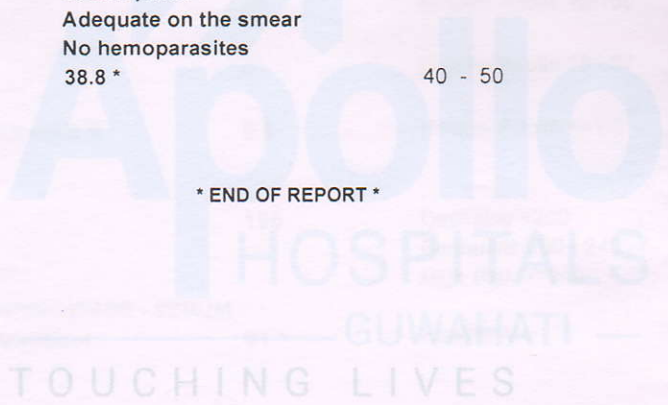 Adequate on the smear
No hemoparasites
38.8 * 40 - 50
* END OF REPORT *
Apollo
HOSPITALS
GUWAHATI
TOUCHING LIVES